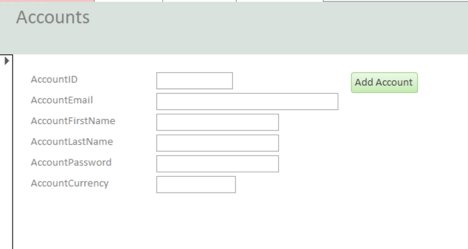 Accounts
AccountID
Add Account
AccountEmail
AccountFirstName
AccountLastName
AccountPassword
AccountCurrency